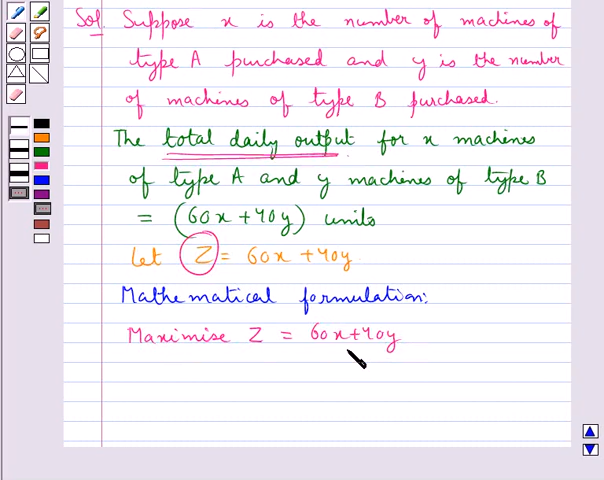 Sol Suppose x is the number of machines of
type A purchased and y is the number
of machines of type B purchased.
The total daily output for x machines
of type A and y machines of type B
= (60x + 40y) units
Let Z = 60x + 40y
Mathematical formulation:
Maximise Z = 60x+40y